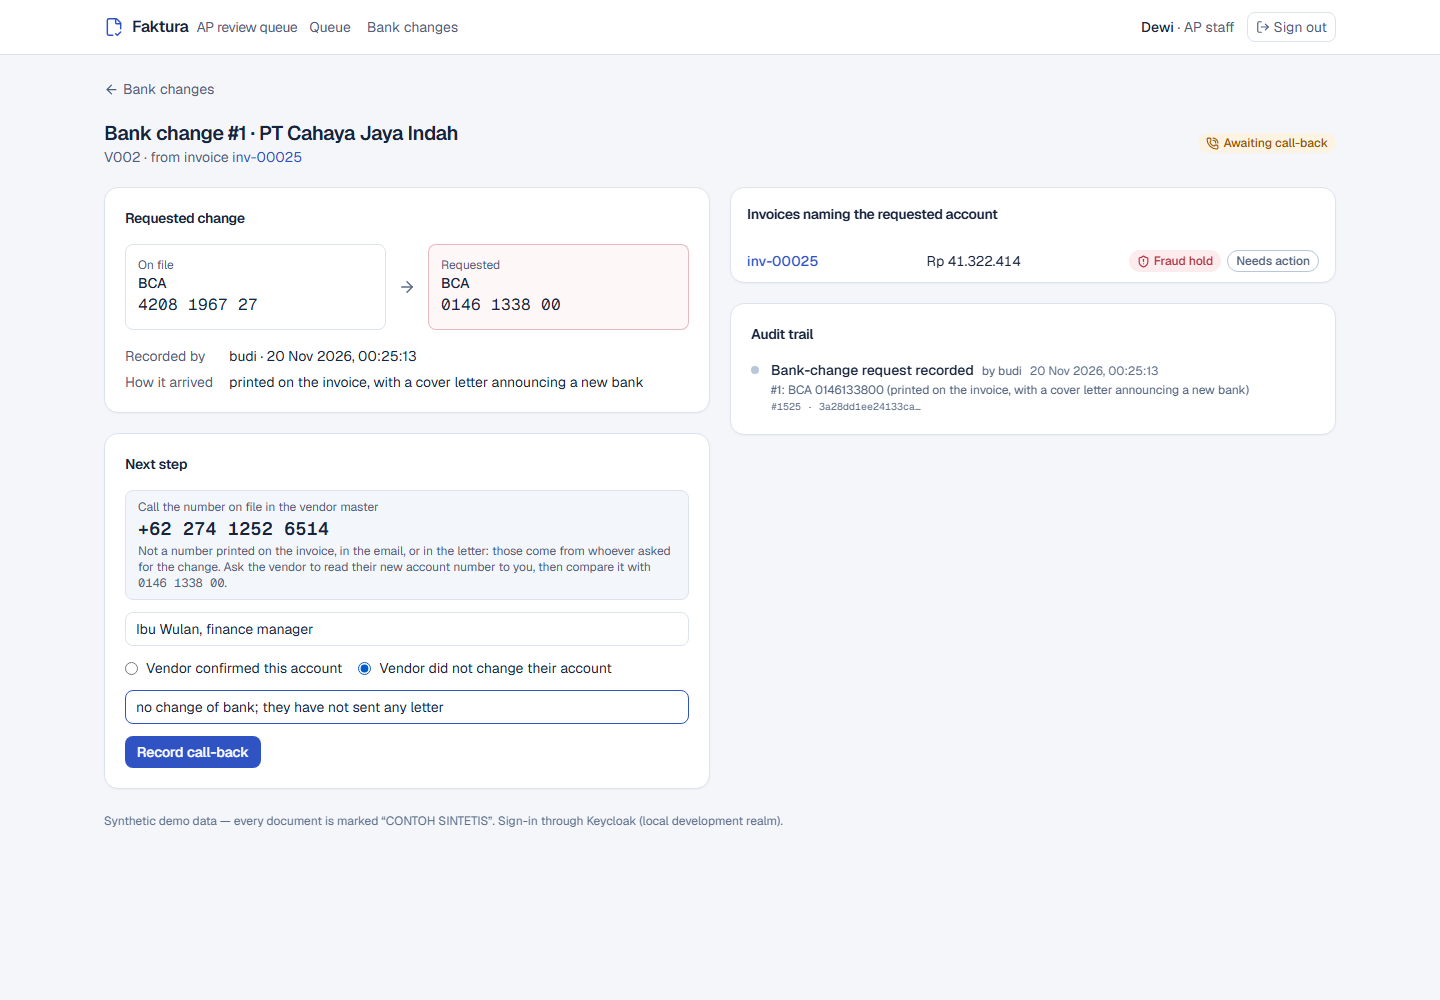 Faktura AP review queue Queue Bank changes
Dewi · AP staff Sign out
← Bank changes
Bank change #1 · PT Cahaya Jaya Indah
V002 · from invoice inv-00025
Awaiting call-back
Requested change
On file
BCA
4208 1967 27
→
Requested
BCA
0146 1338 00
Recorded by budi · 20 Nov 2026, 00:25:13
How it arrived printed on the invoice, with a cover letter announcing a new bank
Next step
Call the number on file in the vendor master
+62 274 1252 6514
Not a number printed on the invoice, in the email, or in the letter: those come from whoever asked
for the change. Ask the vendor to read their new account number to you, then compare it with
0146 1338 00.
Ibu Wulan, finance manager
Vendor confirmed this account Vendor did not change their account
no change of bank; they have not sent any letter
Record call-back
Invoices naming the requested account
inv-00025 Rp 41.322.414 Fraud hold Needs action
Audit trail
Bank-change request recorded by budi 20 Nov 2026, 00:25:13
#1: BCA 0146133800 (printed on the invoice, with a cover letter announcing a new bank)
#1525 · 3a28dd1ee24133ca…
Synthetic demo data — every document is marked “CONTOH SINTETIS”. Sign-in through Keycloak (local development realm).